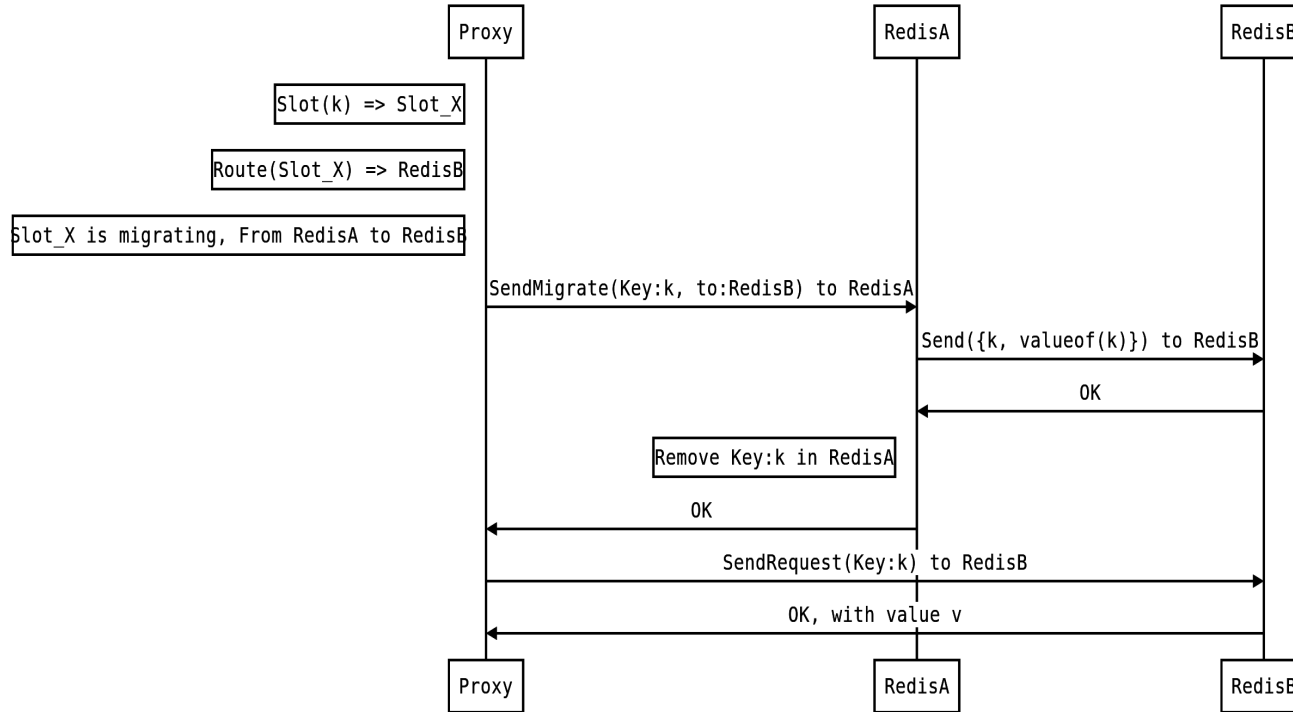 Proxy RedisA RedisB
Slot(k) => Slot_X
Route(Slot_X) => RedisB
Slot_X is migrating, From RedisA to RedisB
SendMigrate(Key:k, to:RedisB) to RedisA
Send({k, valueof(k)}) to RedisB
OK
Remove Key:k in RedisA
OK
SendRequest(Key:k) to RedisB
OK, with value v
Proxy RedisA RedisB